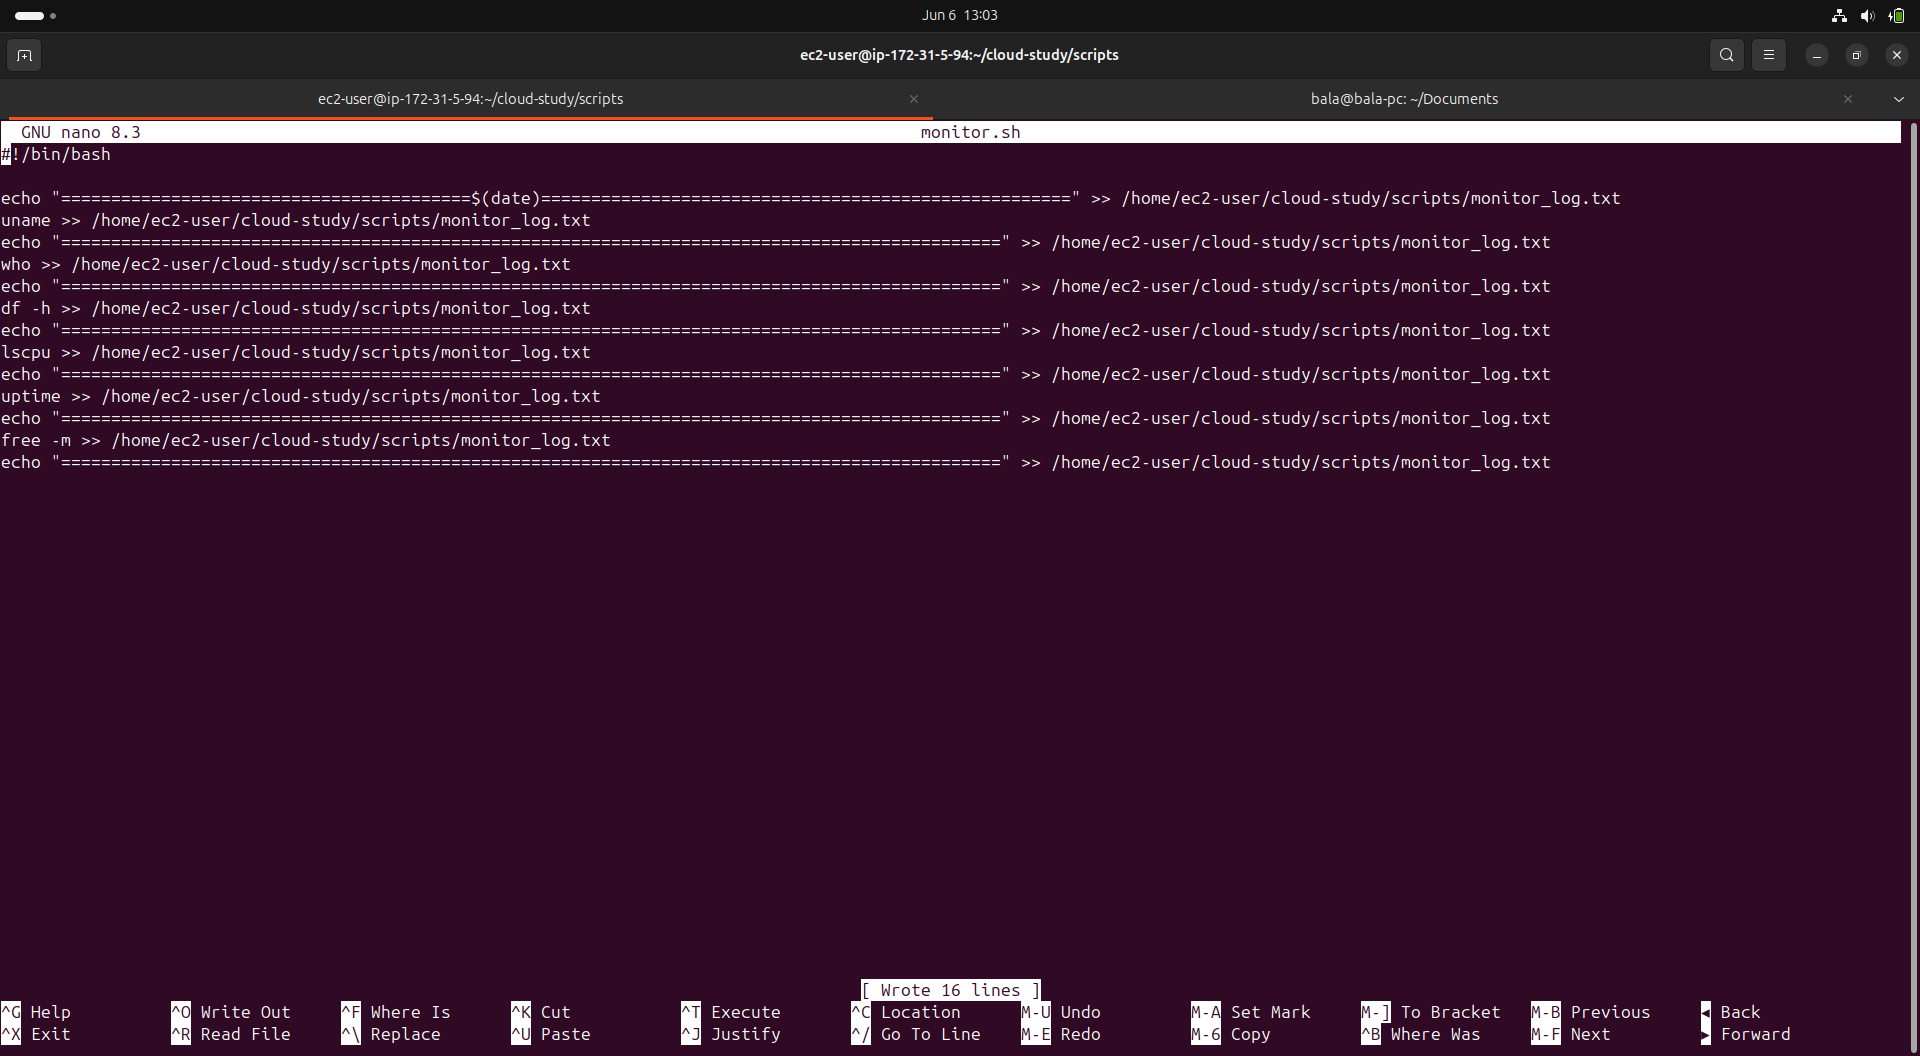 Jun 6 13:03
ec2-user@ip-172-31-5-94:~/cloud-study/scripts
ec2-user@ip-172-31-5-94:~/cloud-study/scripts
bala@bala-pc: ~/Documents
GNU nano 8.3 monitor.sh
#!/bin/bash
echo "=========================================$(date)=====================================================" >> /home/ec2-user/cloud-study/scripts/monitor_log.txt
uname >> /home/ec2-user/cloud-study/scripts/monitor_log.txt
echo "==============================================================================================" >> /home/ec2-user/cloud-study/scripts/monitor_log.txt
who >> /home/ec2-user/cloud-study/scripts/monitor_log.txt
echo "==============================================================================================" >> /home/ec2-user/cloud-study/scripts/monitor_log.txt
df -h >> /home/ec2-user/cloud-study/scripts/monitor_log.txt
echo "==============================================================================================" >> /home/ec2-user/cloud-study/scripts/monitor_log.txt
lscpu >> /home/ec2-user/cloud-study/scripts/monitor_log.txt
echo "==============================================================================================" >> /home/ec2-user/cloud-study/scripts/monitor_log.txt
uptime >> /home/ec2-user/cloud-study/scripts/monitor_log.txt
echo "==============================================================================================" >> /home/ec2-user/cloud-study/scripts/monitor_log.txt
free -m >> /home/ec2-user/cloud-study/scripts/monitor_log.txt
echo "==============================================================================================" >> /home/ec2-user/cloud-study/scripts/monitor_log.txt
[ Wrote 16 lines ]
^G Help ^O Write Out ^F Where Is ^K Cut ^T Execute ^C Location M-U Undo M-A Set Mark M-] To Bracket M-B Previous ◂ Back
^X Exit ^R Read File ^\ Replace ^U Paste ^J Justify ^/ Go To Line M-E Redo M-6 Copy ^B Where Was M-F Next ▸ Forward